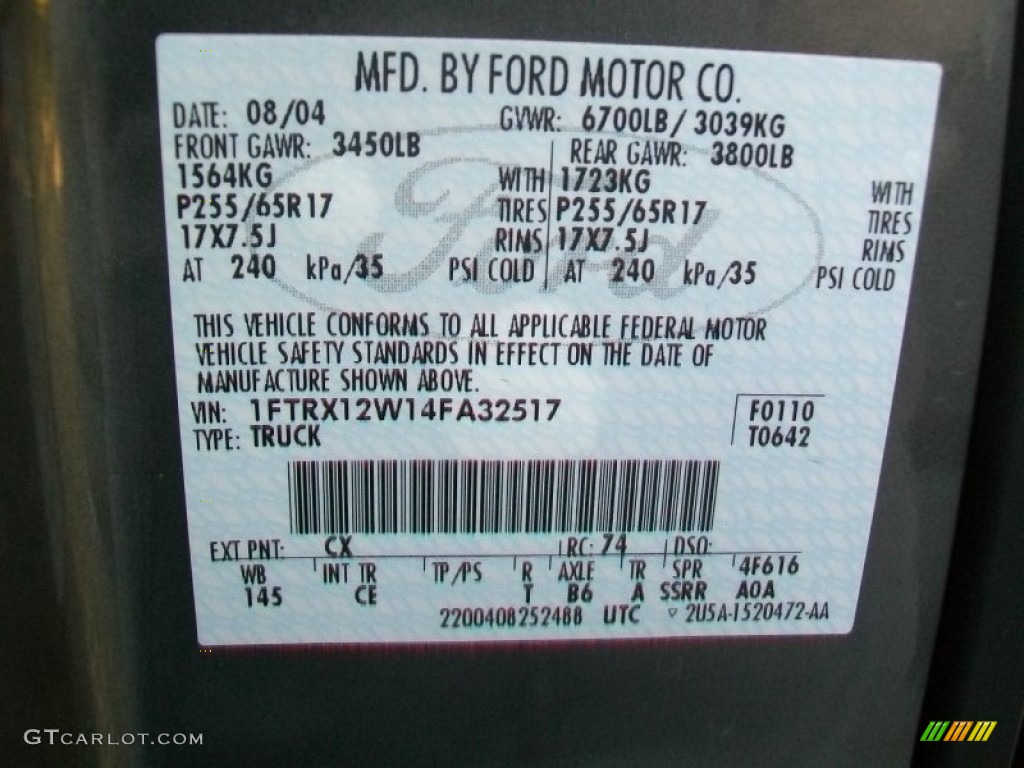 MFD. BY FORD MOTOR CO.
DATE: 08/04 GVWR: 6700LB/ 3039KG
FRONT GAWR: 3450LB REAR GAWR: 3800LB
1564KG WITH 1723KG WITH
P255/65R17 TIRES P255/65R17 TIRES
17X7.5J RIMS 17X7.5J RIMS
AT 240 kPa/35 PSI COLD AT 240 kPa/35 PSI COLD
Ford
THIS VEHICLE CONFORMS TO ALL APPLICABLE FEDERAL MOTOR
VEHICLE SAFETY STANDARDS IN EFFECT ON THE DATE OF
MANUFACTURE SHOWN ABOVE.
VIN: 1FTRX12W14FA32517 F0110
TYPE: TRUCK T0642
EXT PNT: CX RC: 74 DSO:
WB INT TR TP/PS R AXLE TR SPR 4F616
145 CE T B6 A SSRR A0A
2200408252488 UTC ▽ 2U5A-1520472-AA
GTCARLOT.COM